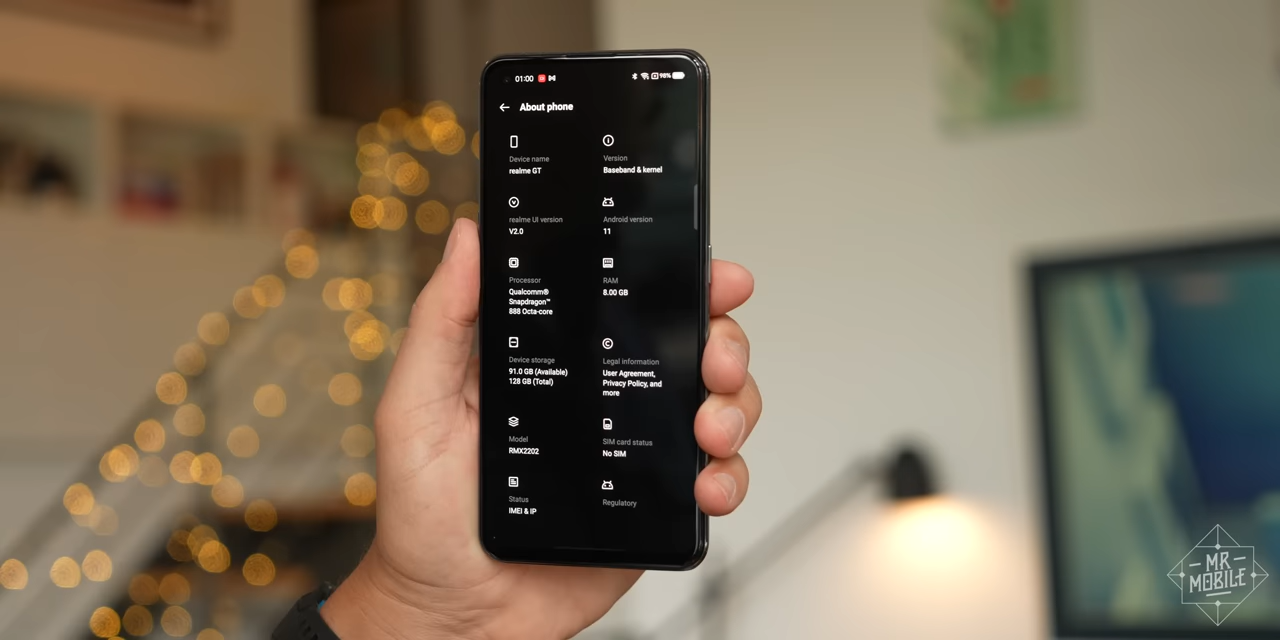 01:00
98%
About phone
Device name
realme GT
Version
Baseband & kernel
realme UI version
V2.0
Android version
11
Processor
Qualcomm®
Snapdragon™
888 Octa-core
RAM
8.00 GB
Device storage
91.0 GB (Available)
128 GB (Total)
Legal information
User Agreement,
Privacy Policy, and
more
Model
RMX2202
SIM card status
No SIM
Status
IMEI & IP
Regulatory
MR
MOBILE